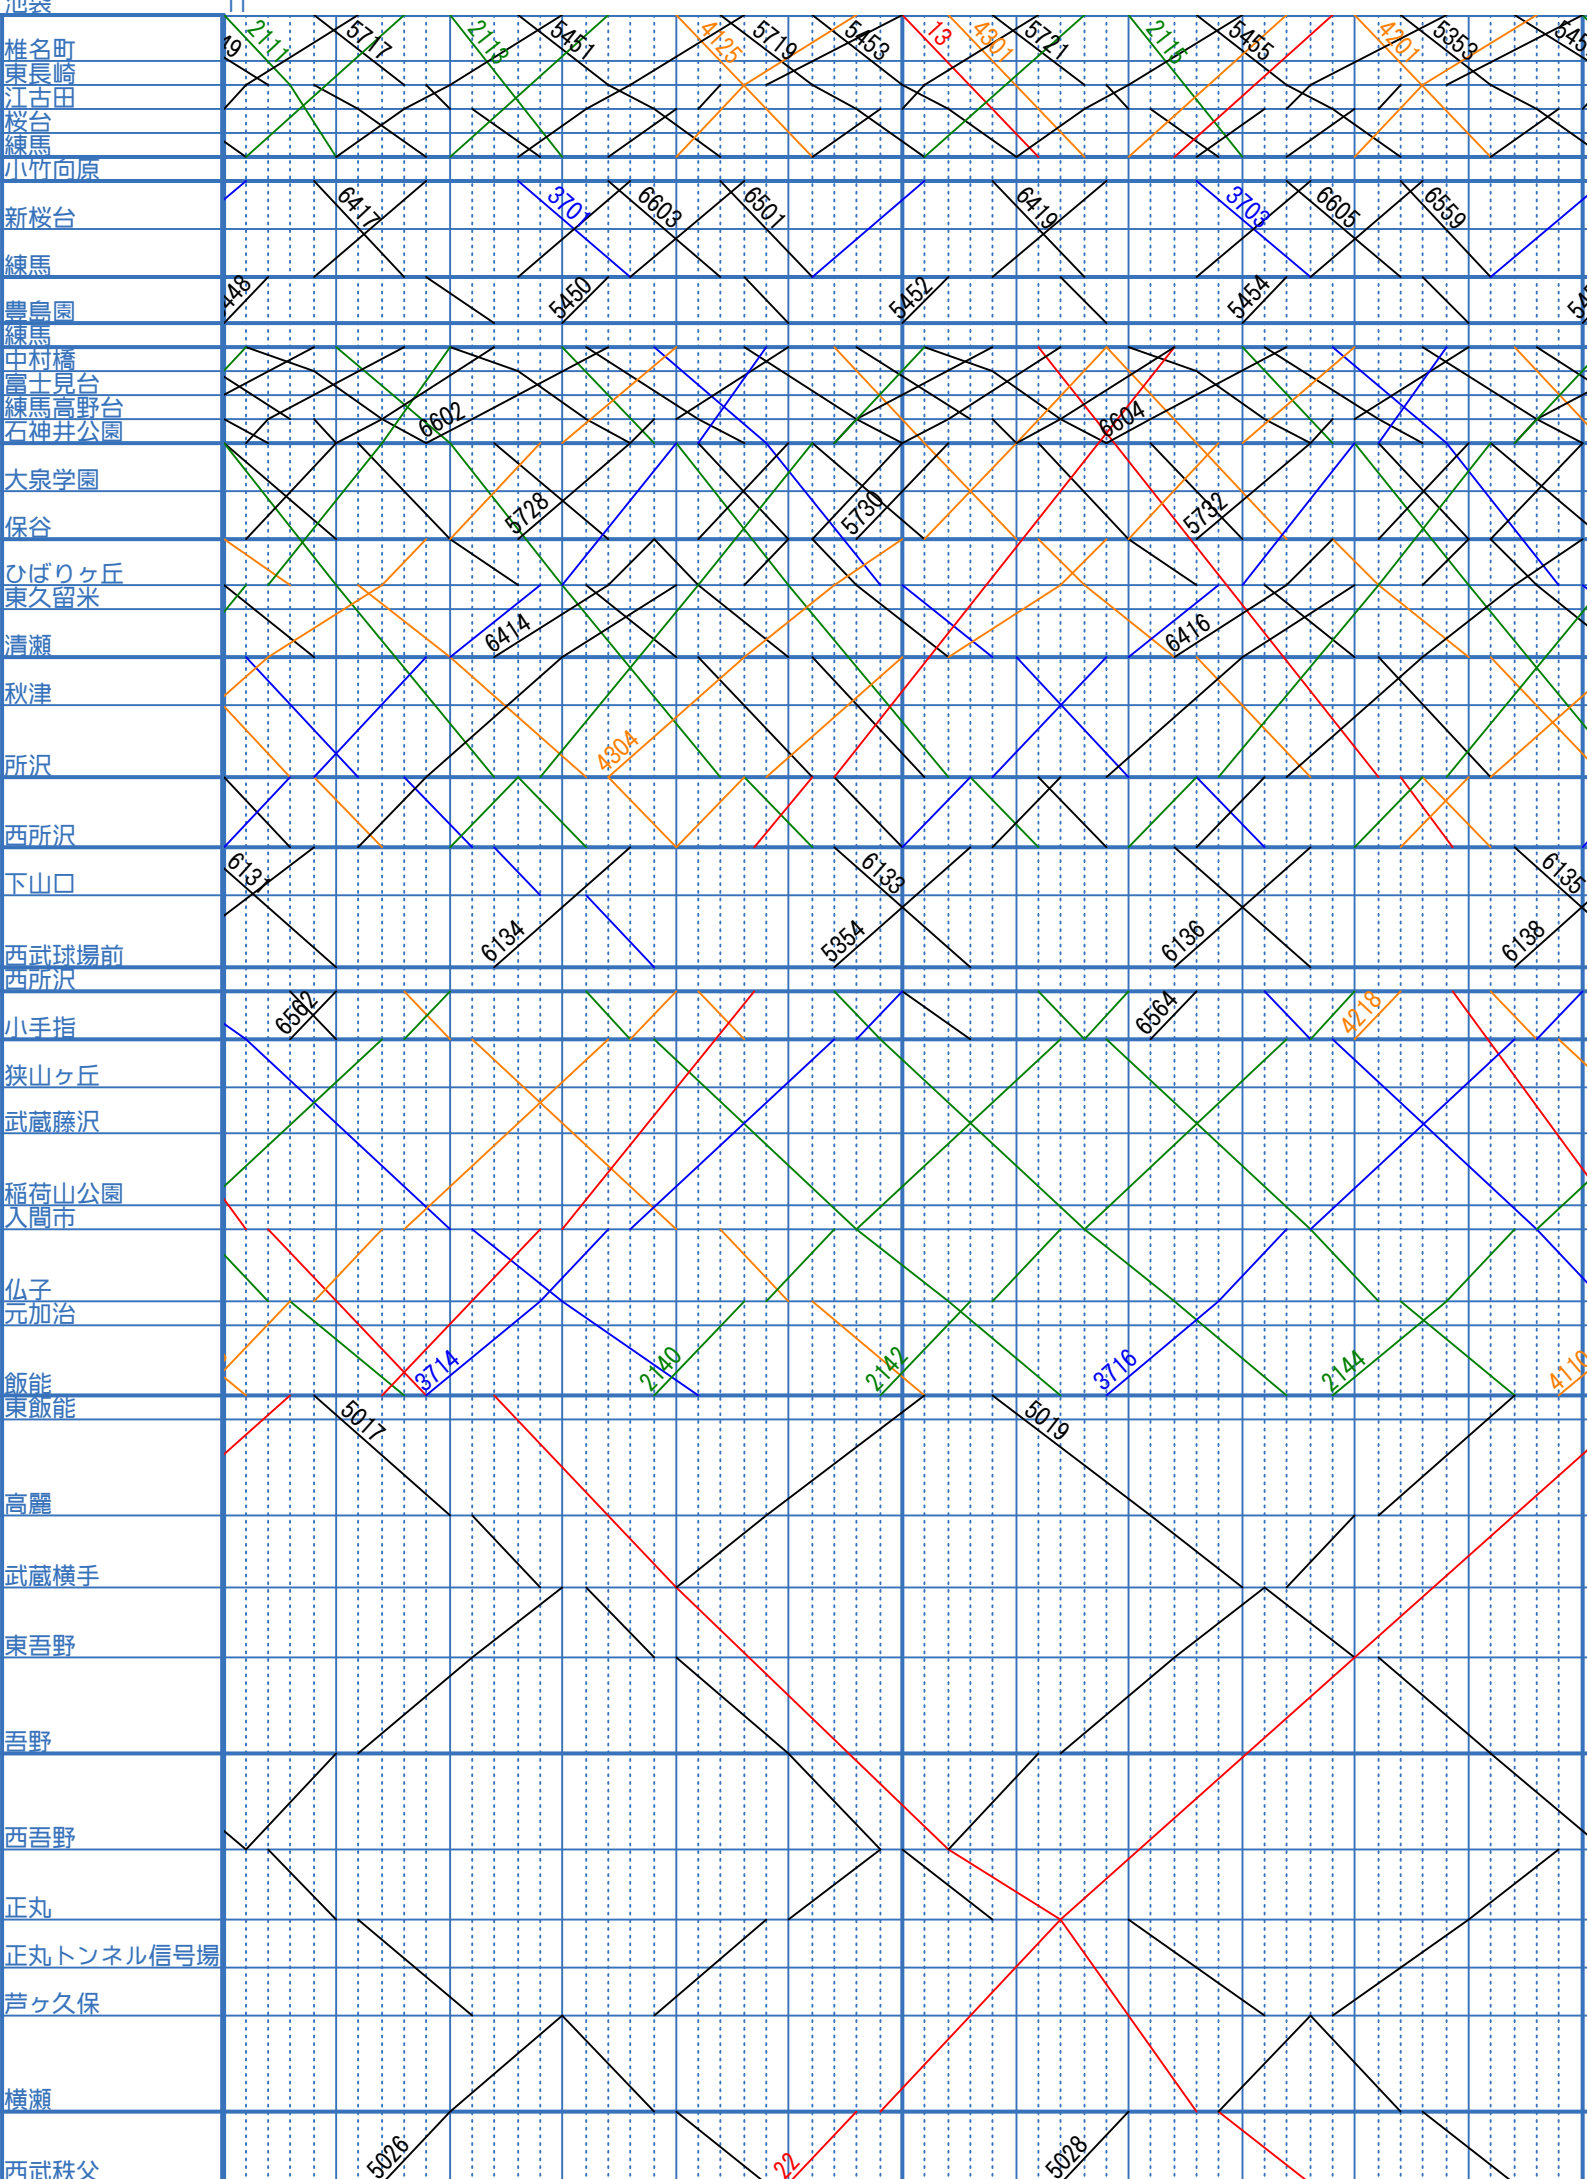 池袋 11
椎名町 49 2111 5717 2113 5451 4125 5719 5453 13 4301 5721 2115 5455 4201 5353 545
東長崎
江古田
桜台
練馬
小竹向原
新桜台 6417 3701 6603 6501 6419 3703 6605 6559
練馬
豊島園 448 5450 5452 5454 545
練馬
中村橋
富士見台
練馬高野台
石神井公園 6602 6604
大泉学園
保谷 5728 5730 5732
ひばりヶ丘
東久留米
清瀬 6414 6416
秋津
所沢 4304
西所沢
下山口 6131 6133 6135
西武球場前 6134 5354 6136 6138
西所沢
小手指 6562 6564 4218
狭山ヶ丘
武蔵藤沢
稲荷山公園
入間市
仏子
元加治
飯能 3714 2140 2142 3716 2144 4110
東飯能 5017 5019
高麗
武蔵横手
東吾野
吾野
西吾野
正丸
正丸トンネル信号場
芦ヶ久保
横瀬
西武秩父 5026 22 5028